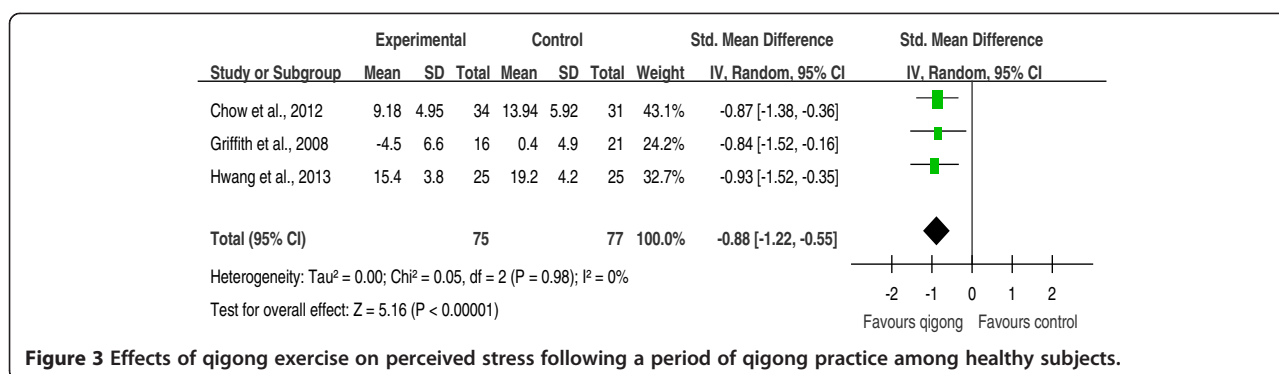 Experimental Control Std. Mean Difference Std. Mean Difference
Study or Subgroup Mean SD Total Mean SD Total Weight IV, Random, 95% CI IV, Random, 95% CI
Chow et al., 2012 9.18 4.95 34 13.94 5.92 31 43.1% -0.87 [-1.38, -0.36]
Griffith et al., 2008 -4.5 6.6 16 0.4 4.9 21 24.2% -0.84 [-1.52, -0.16]
Hwang et al., 2013 15.4 3.8 25 19.2 4.2 25 32.7% -0.93 [-1.52, -0.35]
Total (95% CI) 75 77 100.0% -0.88 [-1.22, -0.55]
Heterogeneity: Tau² = 0.00; Chi² = 0.05, df = 2 (P = 0.98); I² = 0%
Test for overall effect: Z = 5.16 (P < 0.00001)
-2 -1 0 1 2
Favours qigong Favours control
Figure 3 Effects of qigong exercise on perceived stress following a period of qigong practice among healthy subjects.